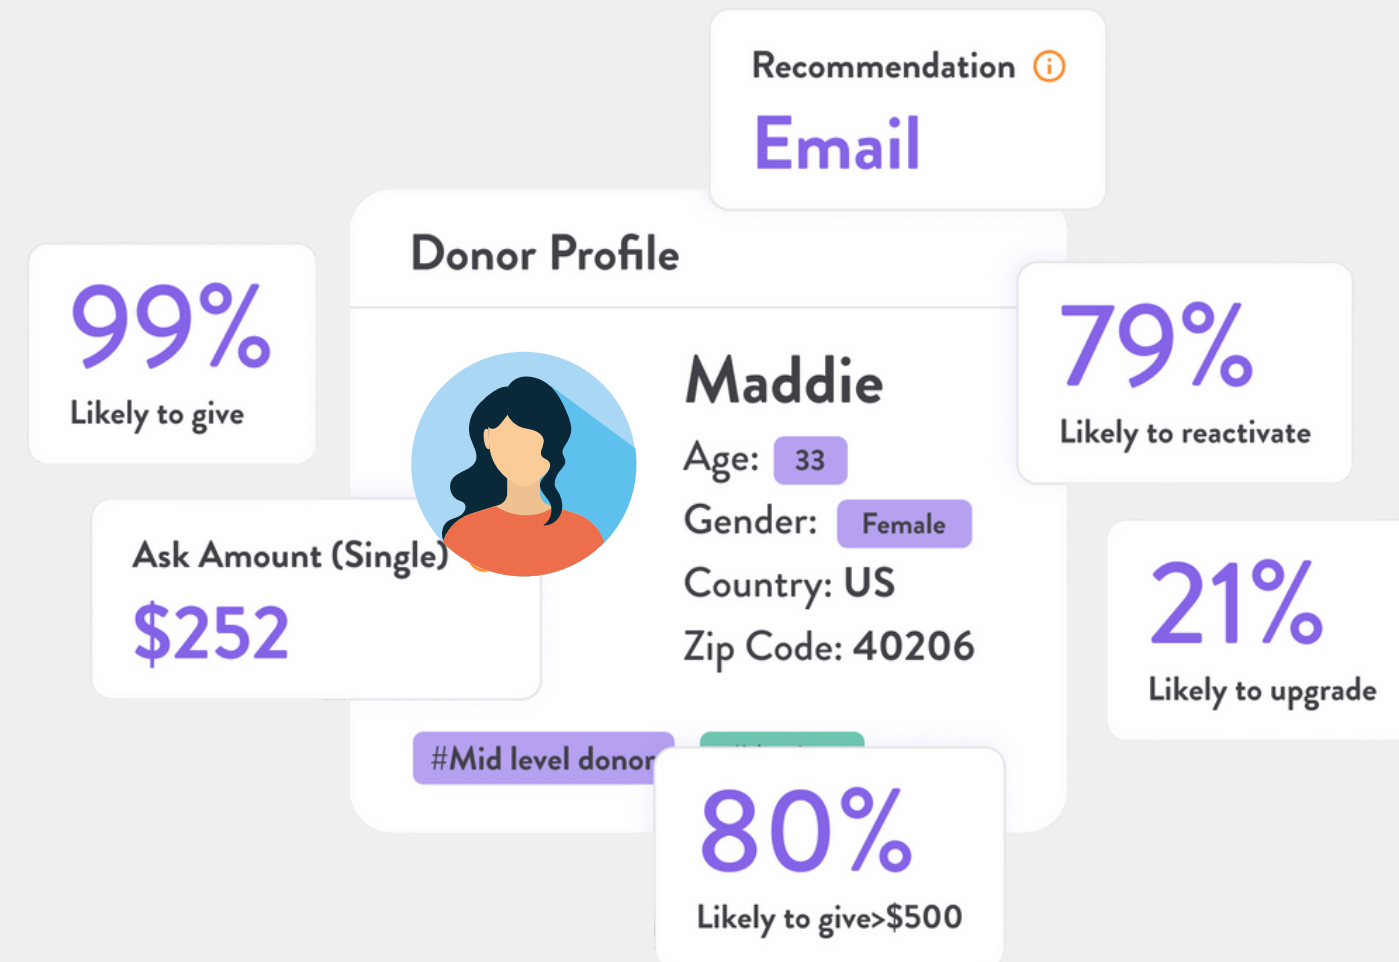 Recommendation
Email
Donor Profile
99%
Likely to give
79%
Likely to reactivate
Maddie
Age: 33
Gender: Female
Country: US
Zip Code: 40206
Ask Amount (Single)
$252
21%
Likely to upgrade
#Mid level donor
80%
Likely to give>$500